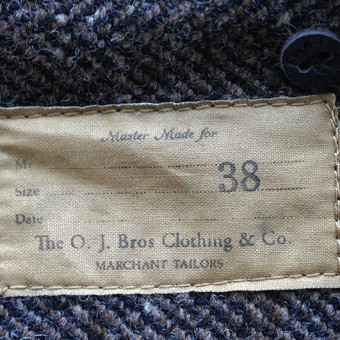 Master Made for
Mr
Size 38
Date
The O. J. Bros Clothing & Co.
MARCHANT TAILORS